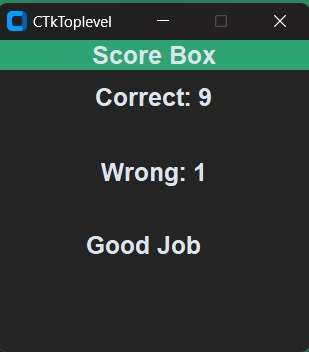 CTkToplevel
Score Box
Correct: 9
Wrong: 1
Good Job